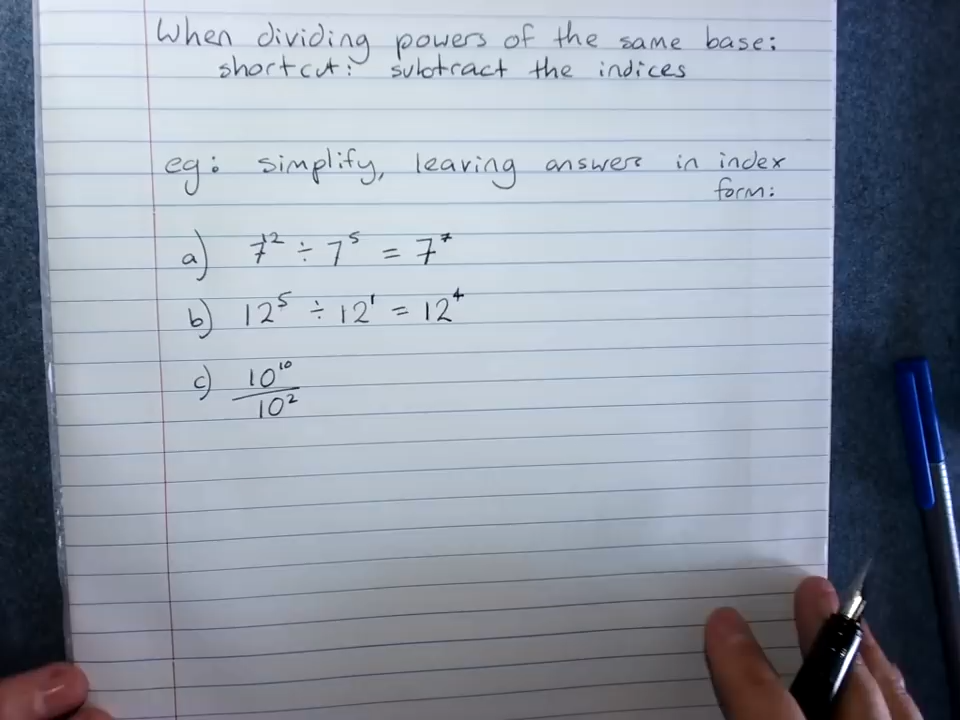 When dividing powers of the same base:
shortcut: subtract the indices
eg: simplify, leaving answers in index
form:
a) 7¹² ÷ 7⁵ = 7⁷
b) 12⁵ ÷ 12¹ = 12⁴
c) 10¹⁰
10²